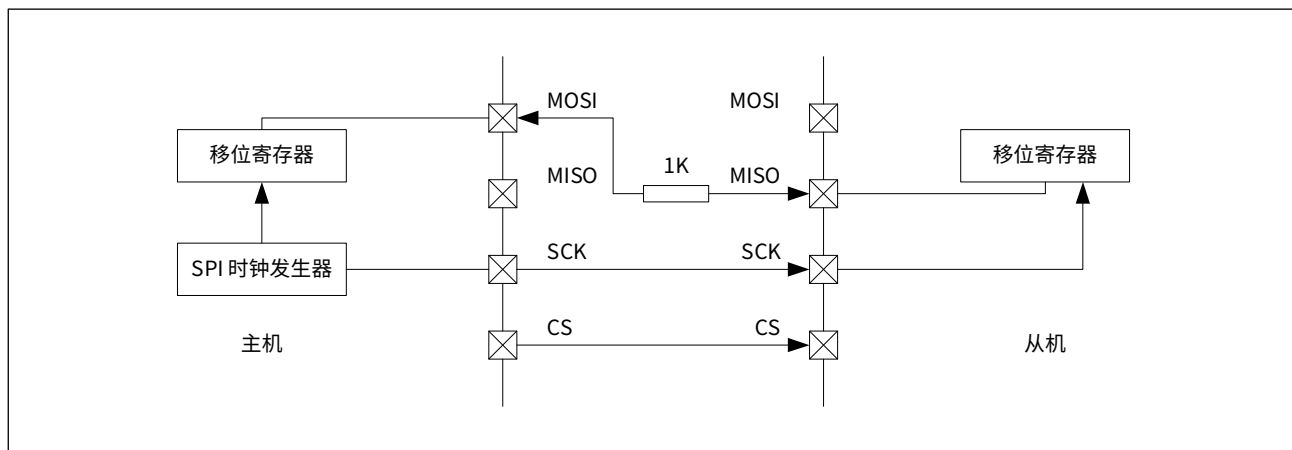 MOSI MOSI
移位寄存器 移位寄存器
1K
MISO MISO
SPI 时钟发生器
SCK SCK
CS CS
主机 从机